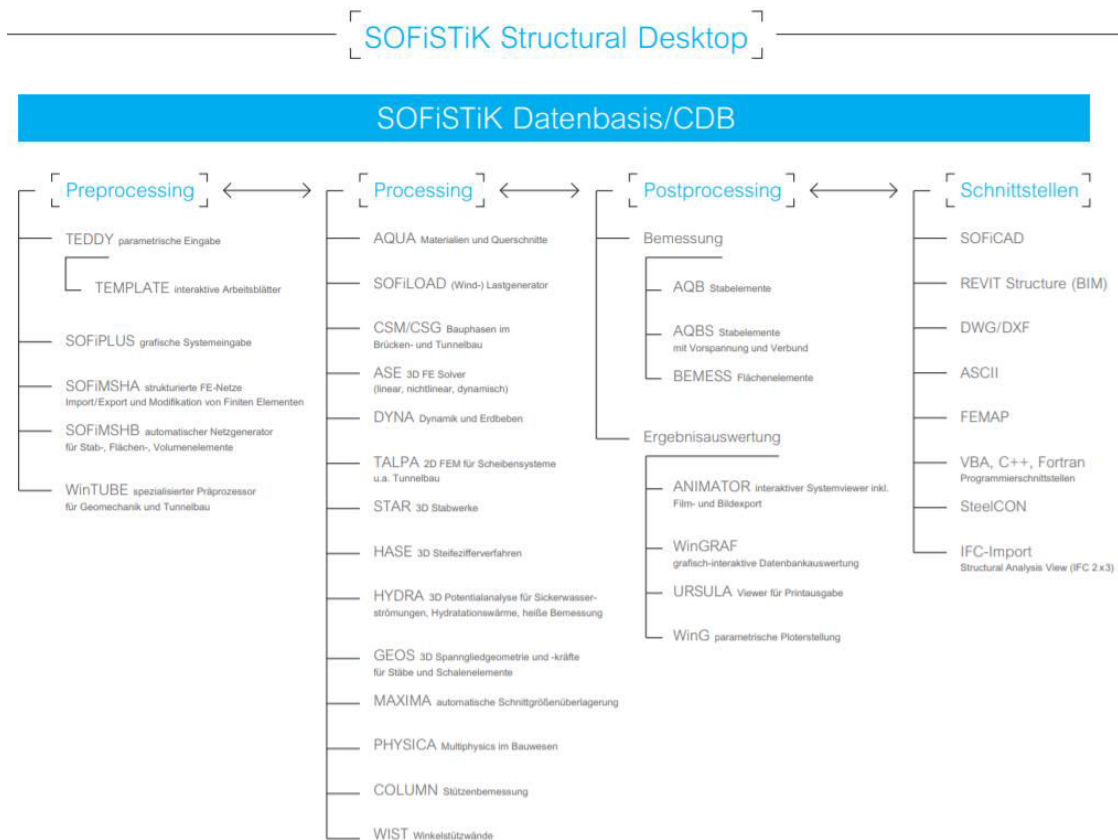 SOFiSTiK Structural Desktop
SOFiSTiK Datenbasis/CDB
Preprocessing
TEDDY parametrische Eingabe
TEMPLATE interaktive Arbeitsblätter
SOFiPLUS grafische Systemeingabe
SOFiMSHA strukturierte FE-Netze
Import/Export und Modifikation von Finiten Elementen
SOFiMSHB automatischer Netzgenerator
für Stab-, Flächen-, Volumenelemente
WinTUBE spezialisierter Präprozessor
für Geomechanik und Tunnelbau
Processing
AQUA Materialien und Querschnitte
SOFiLOAD (Wind-) Lastgenerator
CSM/CSG Bauphasen im
Brücken- und Tunnelbau
ASE 3D FE Solver
(linear, nichtlinear, dynamisch)
DYNA Dynamik und Erdbeben
TALPA 2D FEM für Scheibensysteme
u.a. Tunnelbau
STAR 3D Stabwerke
HASE 3D Steifezifferverfahren
HYDRA 3D Potentialanalyse für Sickerwasser-
strömungen, Hydratationswärme, heiße Bemessung
GEOS 3D Spanngliedgeometrie und -kräfte
für Stäbe und Schalenelemente
MAXIMA automatische Schnittgrößenüberlagerung
PHYSICA Multiphysics im Bauwesen
COLUMN Stützenbemessung
WIST Winkelstützwände
Postprocessing
Bemessung
AQB Stabelemente
AQBS Stabelemente
mit Vorspannung und Verbund
BEMESS Flächenelemente
Ergebnisauswertung
ANIMATOR interaktiver Systemviewer inkl.
Film- und Bildexport
WinGRAF
grafisch-interaktive Datenbankauswertung
URSULA Viewer für Printausgabe
WinG parametrische Ploterstellung
Schnittstellen
SOFiCAD
REVIT Structure (BIM)
DWG/DXF
ASCII
FEMAP
VBA, C++, Fortran
Programmierschnittstellen
SteelCON
IFC-Import
Structural Analysis View (IFC 2x3)